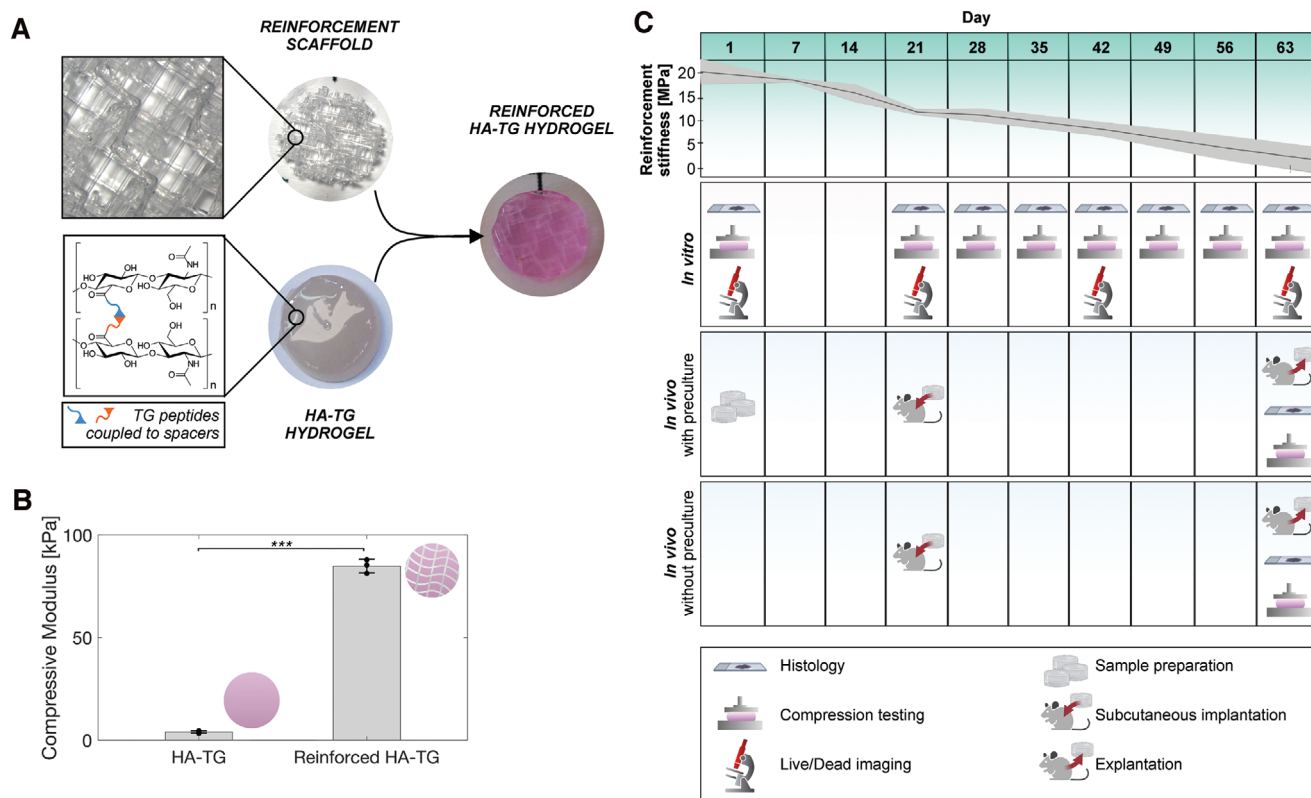 A
REINFORCEMENT
SCAFFOLD
REINFORCED
HA-TG HYDROGEL
O
NH
OH
HO
O
n
TG peptides
coupled to spacers
HA-TG
HYDROGEL
B
Compressive Modulus [kPa]
100
50
0
***
HA-TG
Reinforced HA-TG
C
Day
1 7 14 21 28 35 42 49 56 63
Reinforcement
stiffness [MPa]
20
15
10
5
0
In vitro
In vivo
with preculture
In vivo
without preculture
Histology
Sample preparation
Compression testing
Subcutaneous implantation
Live/Dead imaging
Explantation